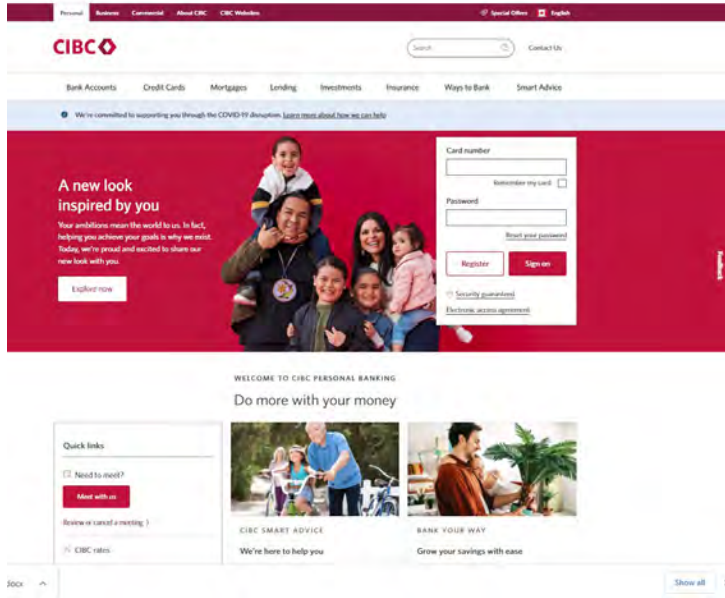 Personal Business Commercial About CIBC CIBC Websites Special Offers English
CIBC
Search Contact Us
Bank Accounts Credit Cards Mortgages Lending Investments Insurance Ways to Bank Smart Advice
We're committed to supporting you through the COVID-19 disruption. Learn more about how we can help
Card number
Remember my card
A new look
inspired by you
Password
Your ambitions mean the world to us. In fact,
helping you achieve your goals is why we exist.
Today, we're proud and excited to share our
new look with you.
Reset your password
Register Sign on
Explore now
Security guaranteed
Electronic access agreement
Feedback
WELCOME TO CIBC PERSONAL BANKING
Do more with your money
Quick links
Need to meet?
Meet with us
Review or cancel a meeting
CIBC rates
CIBC SMART ADVICE
We're here to help you
BANK YOUR WAY
Grow your savings with ease
docx
Show all